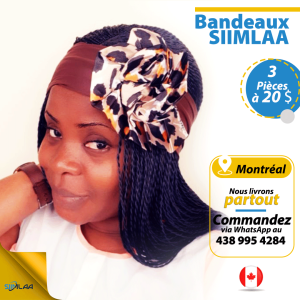 Bandeaux
SIIMLAA
3
Pièces
à 20 $
Montréal
Nous livrons
partout
Commandez
via WhatsApp au
438 995 4284
SIIMLAA